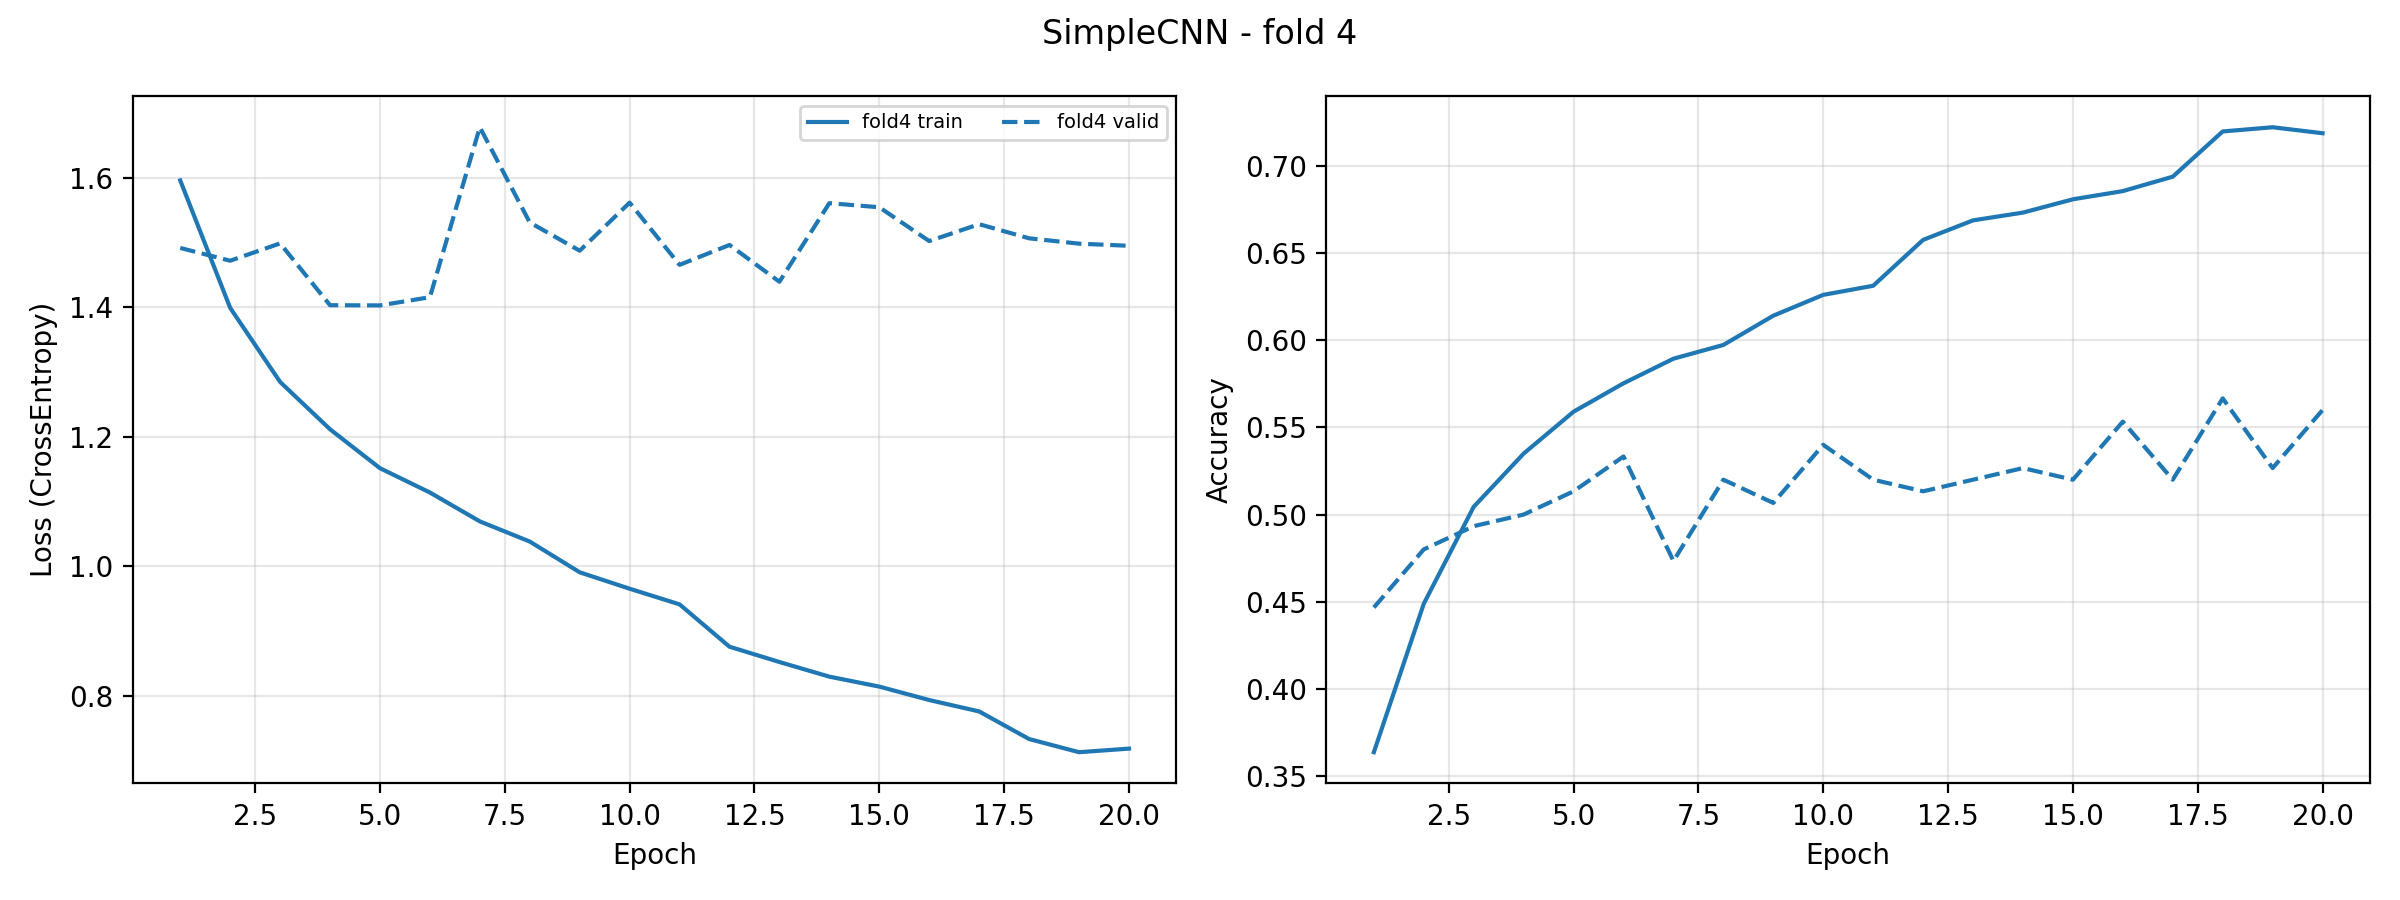 SimpleCNN - fold 4
fold4 train fold4 valid
Loss (CrossEntropy)
1.6
1.4
1.2
1.0
0.8
2.5 5.0 7.5 10.0 12.5 15.0 17.5 20.0
Epoch
Accuracy
0.70
0.65
0.60
0.55
0.50
0.45
0.40
0.35
2.5 5.0 7.5 10.0 12.5 15.0 17.5 20.0
Epoch